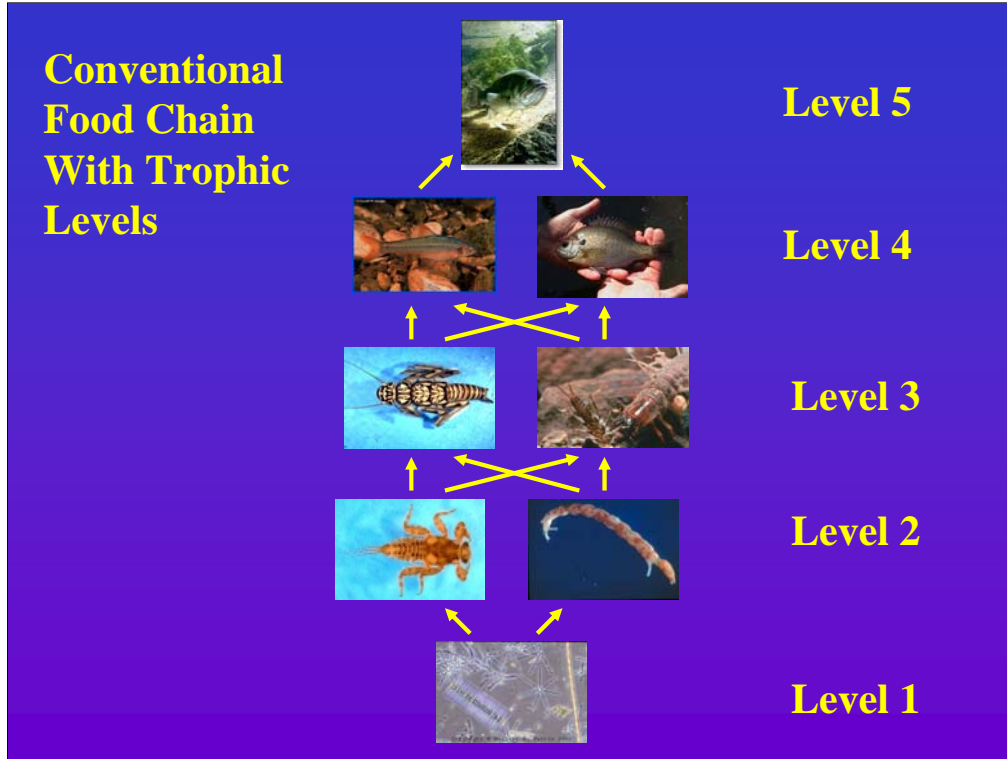 Conventional
Food Chain
With Trophic
Levels
Level 5
Level 4
Level 3
Level 2
Level 1